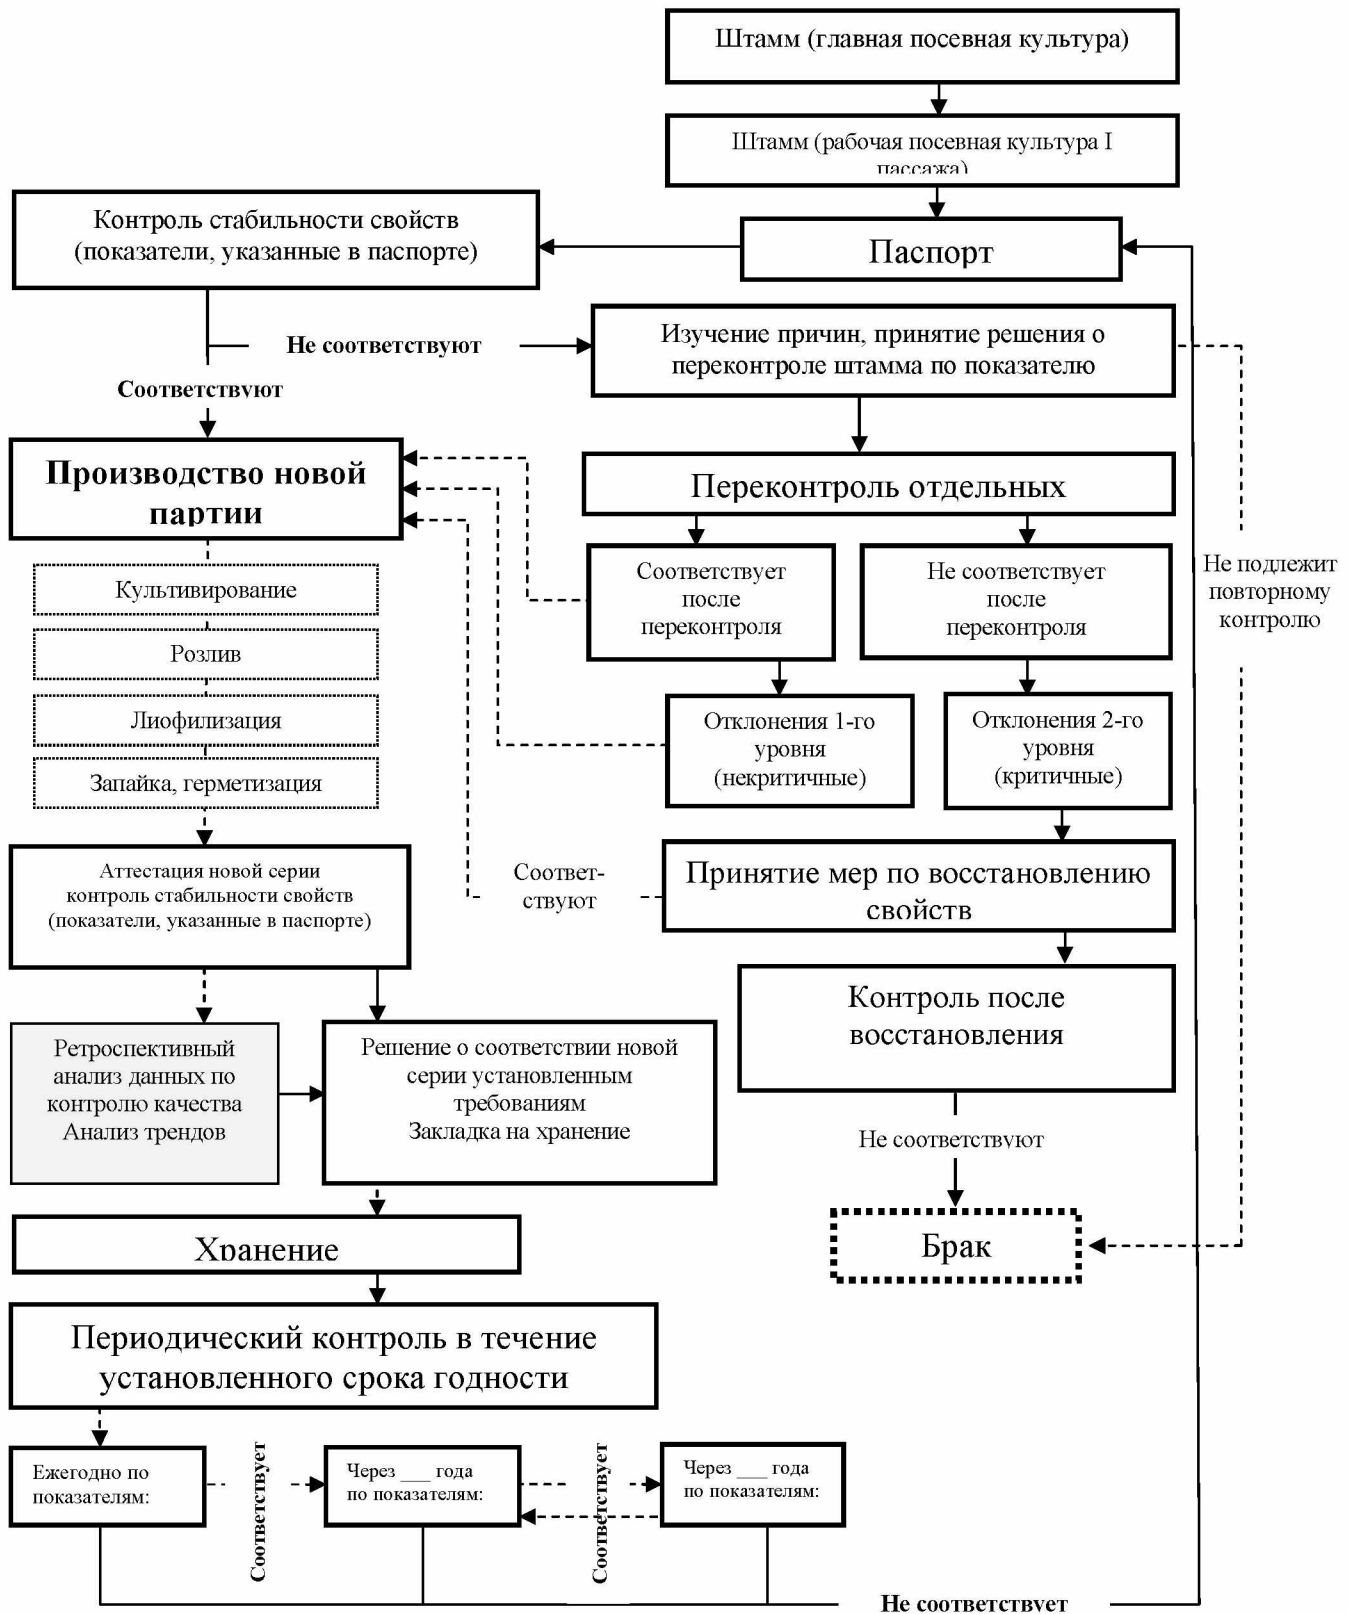 Штамм (главная посевная культура)
Штамм (рабочая посевная культура I
пассажа)
Контроль стабильности свойств
(показатели, указанные в паспорте)
Паспорт
Не соответствуют
Изучение причин, принятие решения о
переконтроле штамма по показателю
Соответствуют
Производство новой
партии
Переконтроль отдельных
Соответствует
после
переконтроля
Не соответствует
после
переконтроля
Не подлежит
повторному
контролю
Культивирование
Розлив
Лиофилизация
Запайка, герметизация
Отклонения 1-го
уровня
(некритичные)
Отклонения 2-го
уровня
(критичные)
Аттестация новой серии
контроль стабильности свойств
(показатели, указанные в паспорте)
Соответ-
ствуют
Принятие мер по восстановлению
свойств
Контроль после
восстановления
Ретроспективный
анализ данных по
контролю качества
Анализ трендов
Решение о соответствии новой
серии установленным
требованиям
Закладка на хранение
Не соответствуют
Брак
Хранение
Периодический контроль в течение
установленного срока годности
Ежегодно по
показателям:
Соответствует
Через ___ года
по показателям:
Соответствует
Через ___ года
по показателям:
Не соответствует